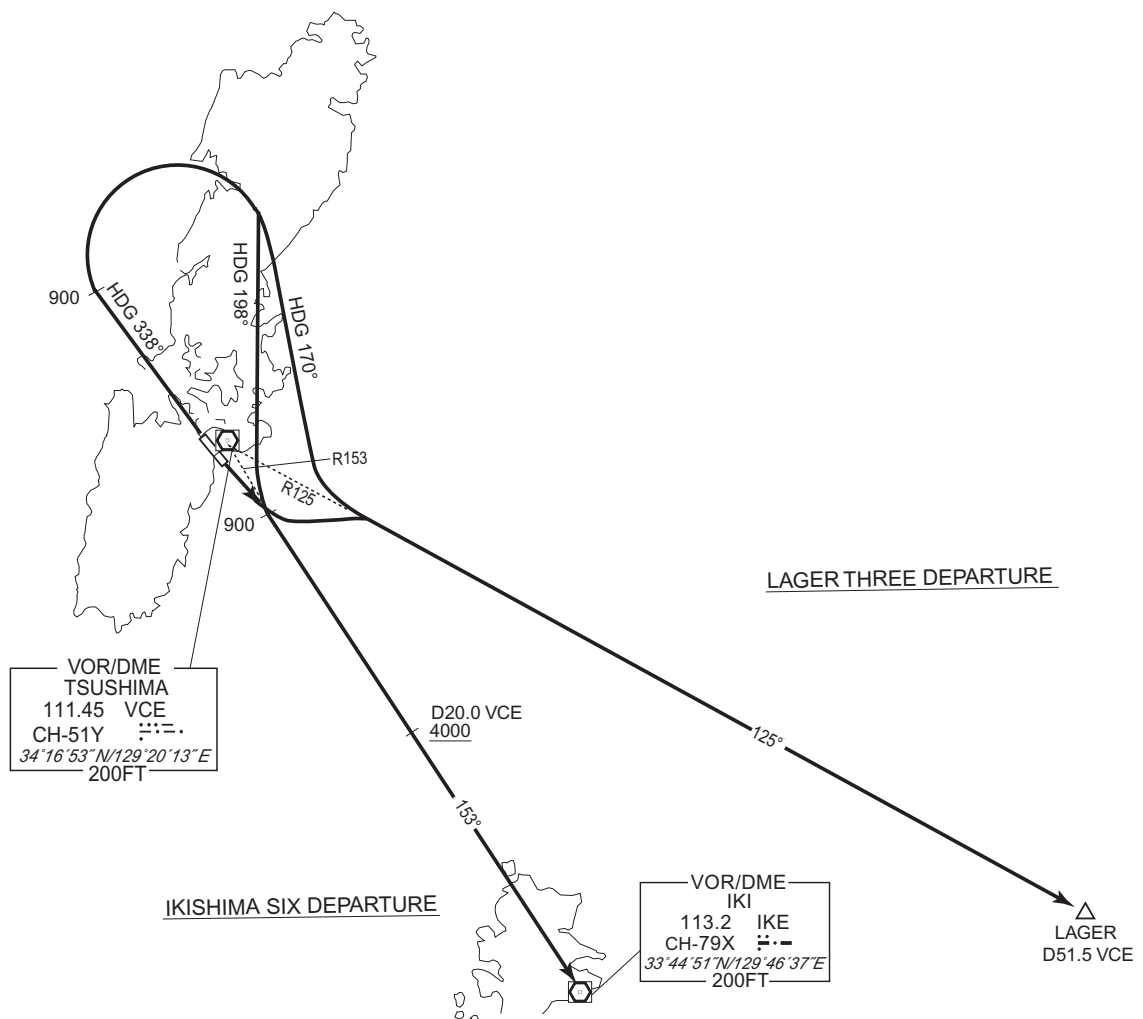 900
HDG 338°
HDG 198°
HDG 170°
R153
R125
900
LAGER THREE DEPARTURE
VOR/DME
TSUSHIMA
111.45 VCE
CH-51Y
34°16´53˝N/129°20´13˝E
200FT
D20.0 VCE
4000
125°
153°
IKISHIMA SIX DEPARTURE
VOR/DME
IKI
113.2 IKE
CH-79X
33°44´51˝N/129°46´37˝E
200FT
LAGER
D51.5 VCE